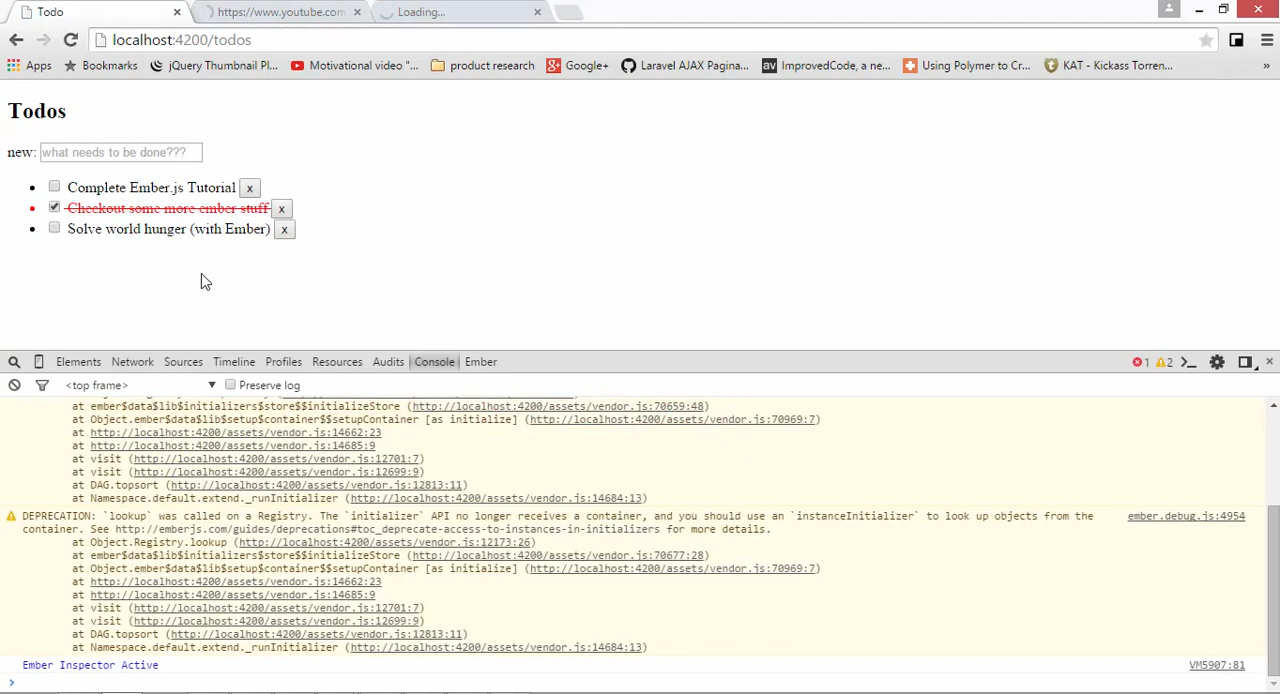 Todo
https://www.youtube.com
Loading...
localhost:4200/todos
Apps Bookmarks jQuery Thumbnail Pl... Motivational video "... product research Google+ Laravel AJAX Pagina... ImprovedCode, a ne... Using Polymer to Cr... KAT - Kickass Torren... »
Todos
new: what needs to be done???
Complete Ember.js Tutorial x
Checkout some more ember stuff x
Solve world hunger (with Ember) x
Elements Network Sources Timeline Profiles Resources Audits Console Ember 1 2
<top frame> Preserve log
at ember$data$lib$initializers$store$$initializeStore (http://localhost:4200/assets/vendor.js:70659:48)
at Object.ember$data$lib$setup$container$$setupContainer [as initialize] (http://localhost:4200/assets/vendor.js:70969:7)
at http://localhost:4200/assets/vendor.js:14662:23
at http://localhost:4200/assets/vendor.js:14685:9
at visit (http://localhost:4200/assets/vendor.js:12701:7)
at visit (http://localhost:4200/assets/vendor.js:12699:9)
at DAG.topsort (http://localhost:4200/assets/vendor.js:12813:11)
at Namespace.default.extend._runInitializer (http://localhost:4200/assets/vendor.js:14684:13)
DEPRECATION: `lookup` was called on a Registry. The `initializer` API no longer receives a container, and you should use an `instanceInitializer` to look up objects from the ember.debug.js:4954
container. See http://emberjs.com/guides/deprecations#toc_deprecate-access-to-instances-in-initializers for more details.
at Object.Registry.lookup (http://localhost:4200/assets/vendor.js:12173:26)
at ember$data$lib$initializers$store$$initializeStore (http://localhost:4200/assets/vendor.js:70677:28)
at Object.ember$data$lib$setup$container$$setupContainer [as initialize] (http://localhost:4200/assets/vendor.js:70969:7)
at http://localhost:4200/assets/vendor.js:14662:23
at http://localhost:4200/assets/vendor.js:14685:9
at visit (http://localhost:4200/assets/vendor.js:12701:7)
at visit (http://localhost:4200/assets/vendor.js:12699:9)
at DAG.topsort (http://localhost:4200/assets/vendor.js:12813:11)
at Namespace.default.extend._runInitializer (http://localhost:4200/assets/vendor.js:14684:13)
Ember Inspector Active VM5907:81